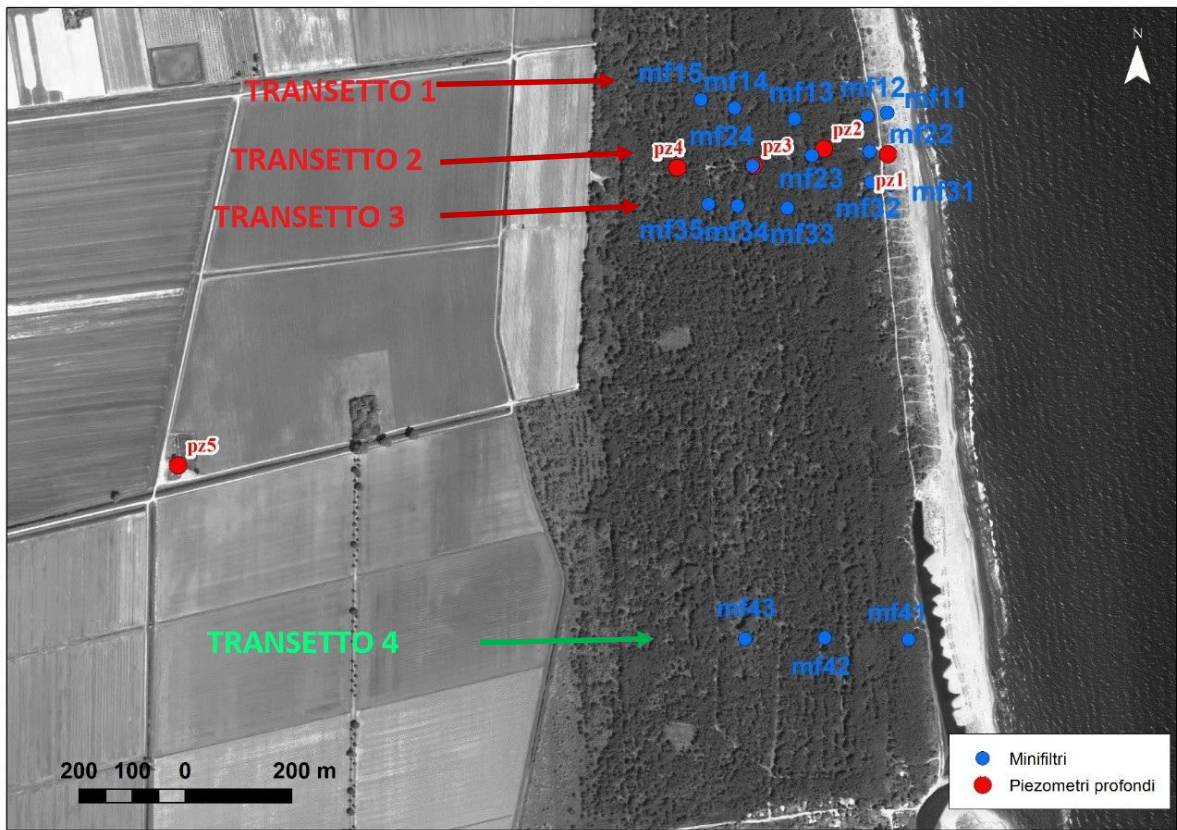 N
TRANSETTO 1
mf15
mf14
mf13
mf12
mf11
TRANSETTO 2
pz4
mf24
pz3
pz2
mf23
mf22
pz1
TRANSETTO 3
mf35
mf34
mf33
mf32
mf31
pz5
TRANSETTO 4
mf43
mf42
mf41
200 100 0 200 m
Minifiltri
Piezometri profondi